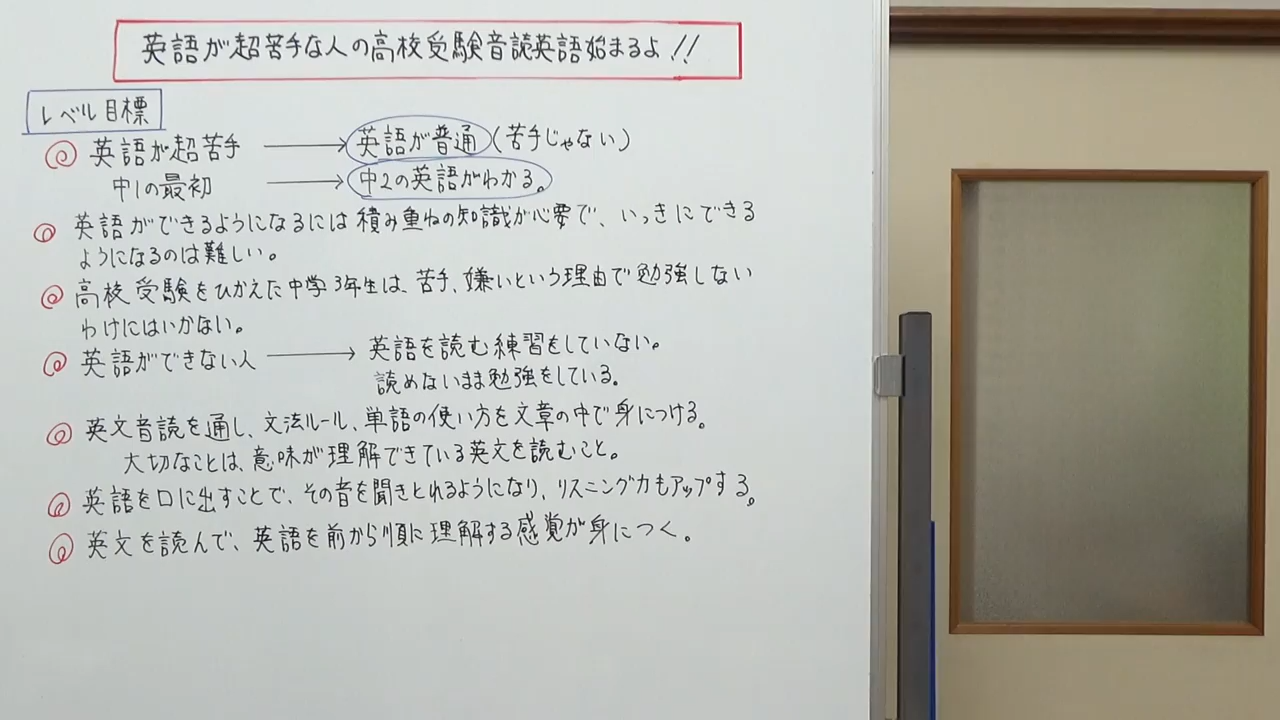 英語が超苦手な人の高校受験音読英語始まるよ!!
レベル目標
◎ 英語が超苦手 → 英語が普通 (苦手じゃない)
中1の最初 → 中2の英語がわかる。
◎ 英語ができるようになるには積み重ねの知識が必要で、いっきにできる
ようになるのは難しい。
◎ 高校受験をひかえた中学3年生は、苦手、嫌いという理由で勉強しない
わけにはいかない。
◎ 英語ができない人 → 英語を読む練習をしていない。
読めないまま勉強をしている。
◎ 英文音読を通し、文法ルール、単語の使い方を文章の中で身につける。
大切なことは、意味が理解できている英文を読むこと。
◎ 英語を口に出すことで、その音を聞きとれるようになり、リスニング力もアップする。
◎ 英文を読んで、英語を前から順に理解する感覚が身につく。